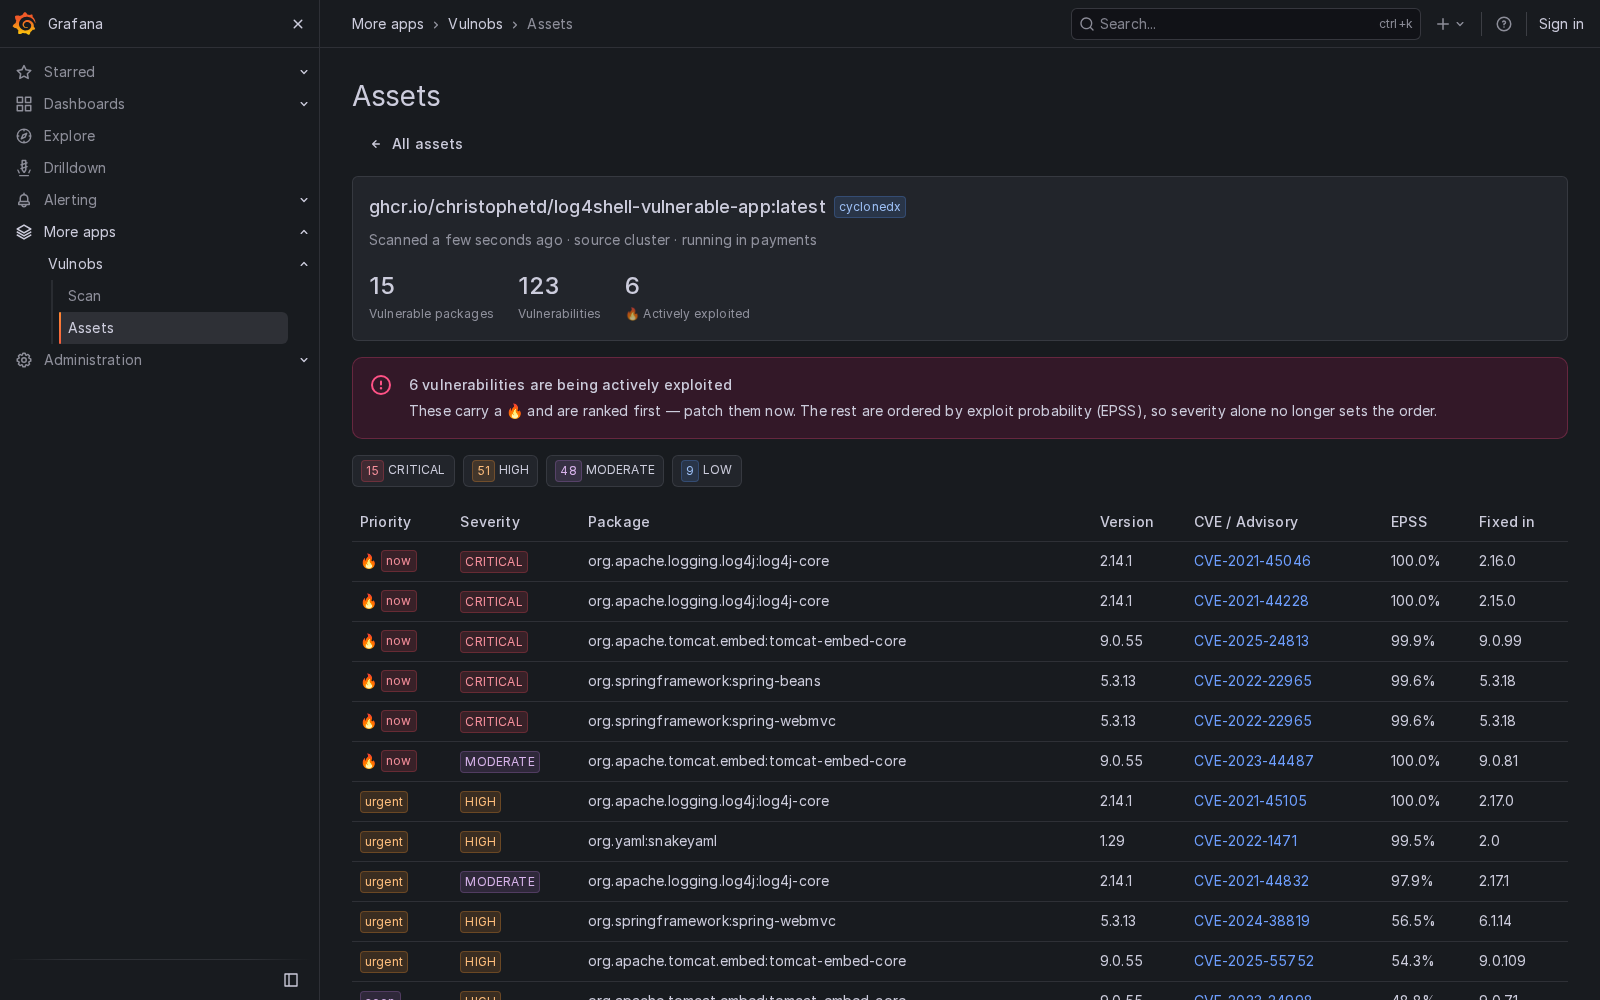 Grafana
More apps › Vulnobs › Assets
Search...
ctrl+k
Sign in
Starred
Dashboards
Explore
Drilldown
Alerting
More apps
Vulnobs
Scan
Assets
Administration
Assets
← All assets
ghcr.io/christophetd/log4shell-vulnerable-app:latest cyclonedx
Scanned a few seconds ago · source cluster · running in payments
15 123 6
Vulnerable packages Vulnerabilities 🔥 Actively exploited
6 vulnerabilities are being actively exploited
These carry a 🔥 and are ranked first — patch them now. The rest are ordered by exploit probability (EPSS), so severity alone no longer sets the order.
15 CRITICAL 51 HIGH 48 MODERATE 9 LOW
Priority Severity Package Version CVE / Advisory EPSS Fixed in
🔥 now CRITICAL org.apache.logging.log4j:log4j-core 2.14.1 CVE-2021-45046 100.0% 2.16.0
🔥 now CRITICAL org.apache.logging.log4j:log4j-core 2.14.1 CVE-2021-44228 100.0% 2.15.0
🔥 now CRITICAL org.apache.tomcat.embed:tomcat-embed-core 9.0.55 CVE-2025-24813 99.9% 9.0.99
🔥 now CRITICAL org.springframework:spring-beans 5.3.13 CVE-2022-22965 99.6% 5.3.18
🔥 now CRITICAL org.springframework:spring-webmvc 5.3.13 CVE-2022-22965 99.6% 5.3.18
🔥 now MODERATE org.apache.tomcat.embed:tomcat-embed-core 9.0.55 CVE-2023-44487 100.0% 9.0.81
urgent HIGH org.apache.logging.log4j:log4j-core 2.14.1 CVE-2021-45105 100.0% 2.17.0
urgent HIGH org.yaml:snakeyaml 1.29 CVE-2022-1471 99.5% 2.0
urgent MODERATE org.apache.logging.log4j:log4j-core 2.14.1 CVE-2021-44832 97.9% 2.17.1
urgent HIGH org.springframework:spring-webmvc 5.3.13 CVE-2024-38819 56.5% 6.1.14
urgent HIGH org.apache.tomcat.embed:tomcat-embed-core 9.0.55 CVE-2025-55752 54.3% 9.0.109